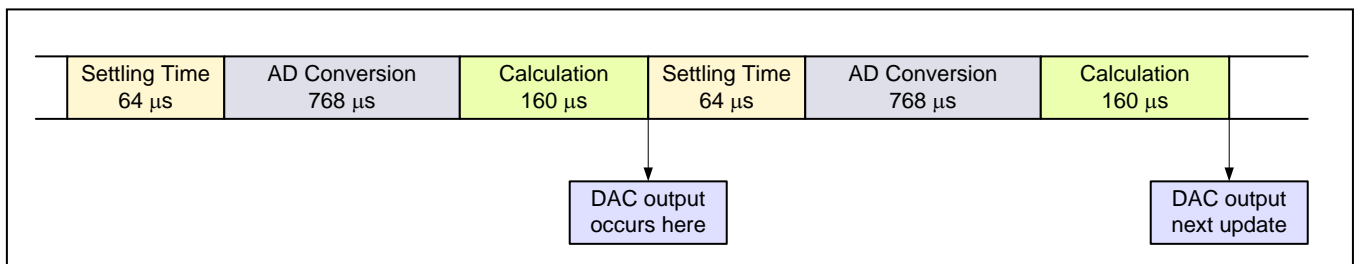 Settling Time
64 μs
AD Conversion
768 μs
Calculation
160 μs
Settling Time
64 μs
AD Conversion
768 μs
Calculation
160 μs
DAC output
occurs here
DAC output
next update